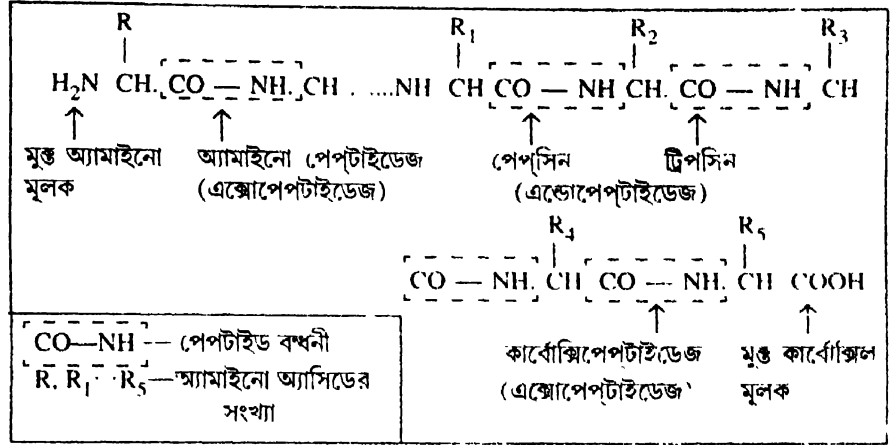 R R₁ R₂ R₃
H₂N CH. CO — NH. CH . ....NH CH CO — NH CH. CO — NH CH
মুক্ত অ্যামাইনো অ্যামাইনো পেপ্টাইডেজ পেপ্সিন ট্রিপসিন
মূলক (এক্সোপেপটাইডেজ) (এন্ডোপেপ্টাইডেজ)
R₄ R₅
CO — NH. CH CO --- NH. CH COOH
কার্বোক্সিপেপ্টাইডেজ মুক্ত কার্বোক্সিল
(এক্সোপেপ্টাইডেজ) মূলক
CO—NH -- পেপটাইড বন্ধনী
R, R₁ - R₅—অ্যামাইনো অ্যাসিডের
সংখ্যা